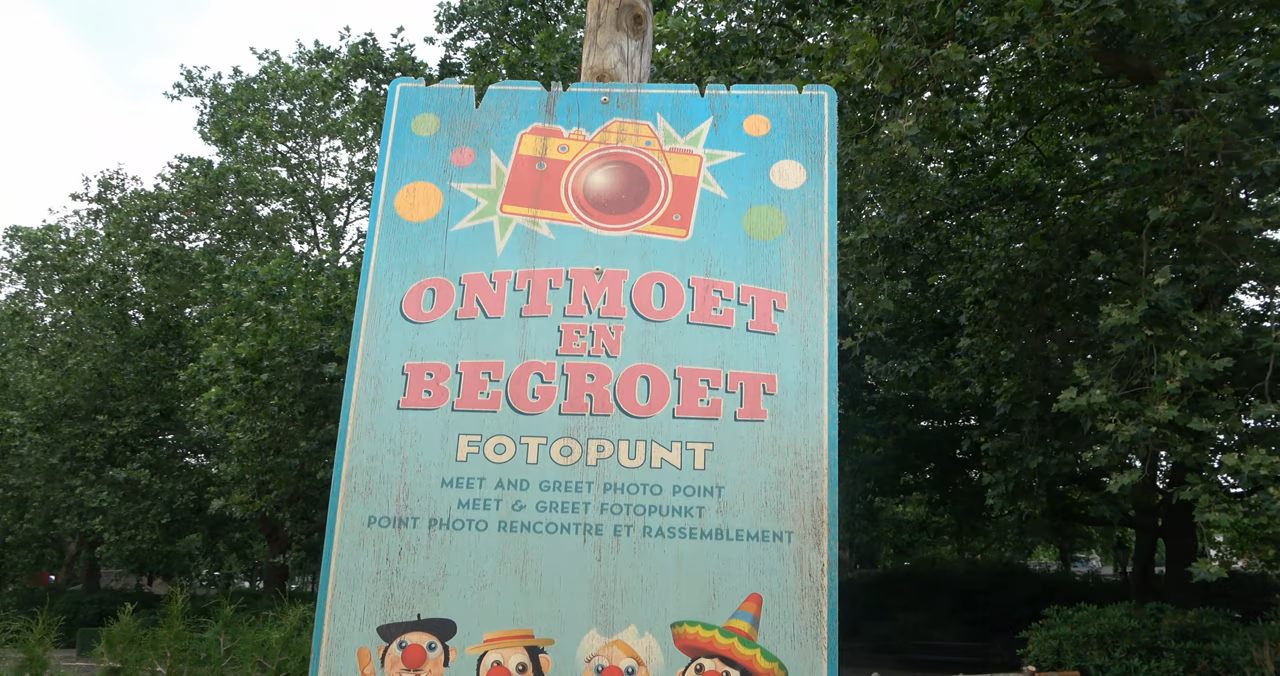 ONTMOET
EN
BEGROET
FOTOPUNT
MEET AND GREET PHOTO POINT
MEET & GREET FOTOPUNKT
POINT PHOTO RENCONTRE ET RASSEMBLEMENT